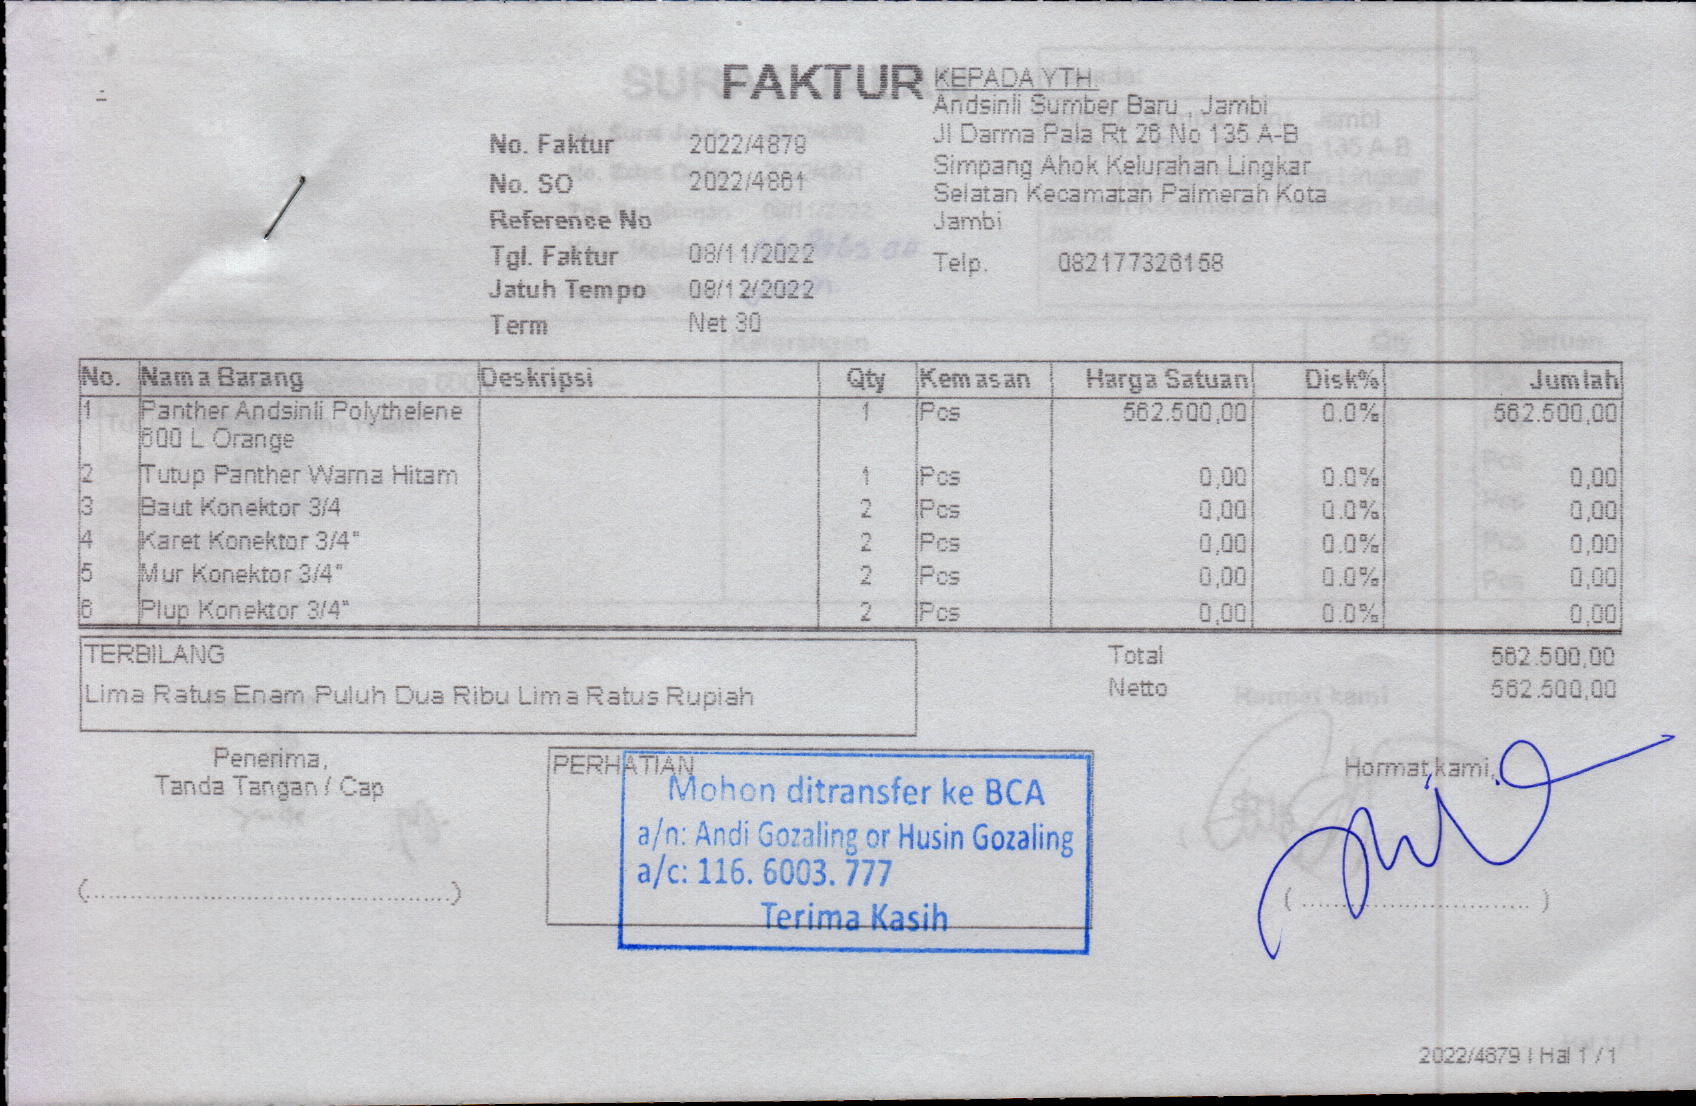 FAKTUR
No. Faktur 2022/4879
No. SO 2022/4861
Reference No
Tgl. Faktur 08/11/2022
Jatuh Tempo 08/12/2022
Term Net 30
KEPADA YTH.
Andsinli Sumber Baru , Jambi
Jl Darma Pala Rt 26 No 135 A-B
Simpang Ahok Kelurahan Lingkar
Selatan Kecamatan Palmerah Kota
Jambi
Telp. 082177326158
No. Nama Barang Deskripsi Qty Kemasan Harga Satuan Disk% Jumlah
1 Panther Andsinli Polythelene 1 Pcs 562.500,00 0.0% 562.500,00
600 L Orange
2 Tutup Panther Warna Hitam 1 Pcs 0,00 0.0% 0,00
3 Baut Konektor 3/4 2 Pcs 0,00 0.0% 0,00
4 Karet Konektor 3/4" 2 Pcs 0,00 0.0% 0,00
5 Mur Konektor 3/4" 2 Pcs 0,00 0.0% 0,00
6 Plup Konektor 3/4" 2 Pcs 0,00 0.0% 0,00
TERBILANG
Lima Ratus Enam Puluh Dua Ribu Lima Ratus Rupiah
Total 562.500,00
Netto 562.500,00
Penerima,
Tanda Tangan / Cap
PERHATIAN
Mohon ditransfer ke BCA
a/n: Andi Gozaling or Husin Gozaling
a/c: 116. 6003. 777
Terima Kasih
Hormat kami,
2022/4879 | Hal 1 / 1